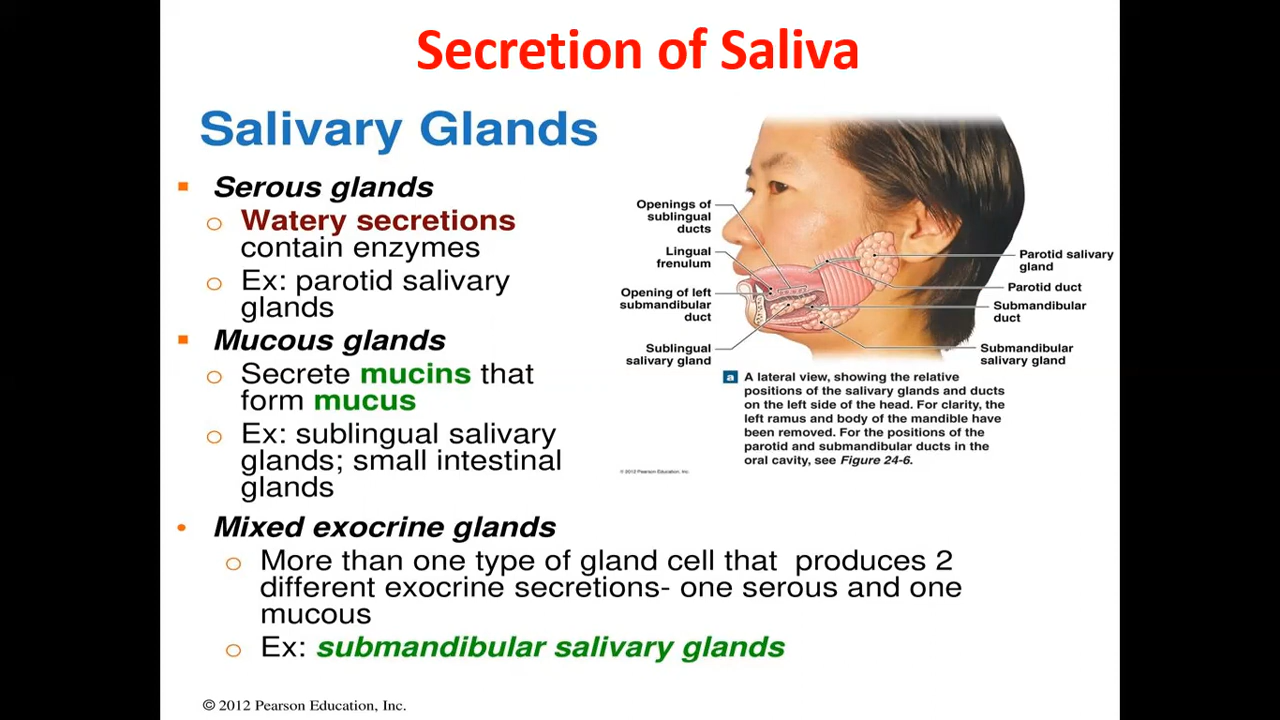 Secretion of Saliva
Salivary Glands
Serous glands
Watery secretions
contain enzymes
Ex: parotid salivary
glands
Mucous glands
Secrete mucins that
form mucus
Ex: sublingual salivary
glands; small intestinal
glands
Mixed exocrine glands
More than one type of gland cell that produces 2
different exocrine secretions- one serous and one
mucous
Ex: submandibular salivary glands
Openings of
sublingual
ducts
Lingual
frenulum
Opening of left
submandibular
duct
Sublingual
salivary gland
Parotid salivary
gland
Parotid duct
Submandibular
duct
Submandibular
salivary gland
a A lateral view, showing the relative
positions of the salivary glands and ducts
on the left side of the head. For clarity, the
left ramus and body of the mandible have
been removed. For the positions of the
parotid and submandibular ducts in the
oral cavity, see Figure 24-6.
© 2012 Pearson Education, Inc.
© 2012 Pearson Education, Inc.